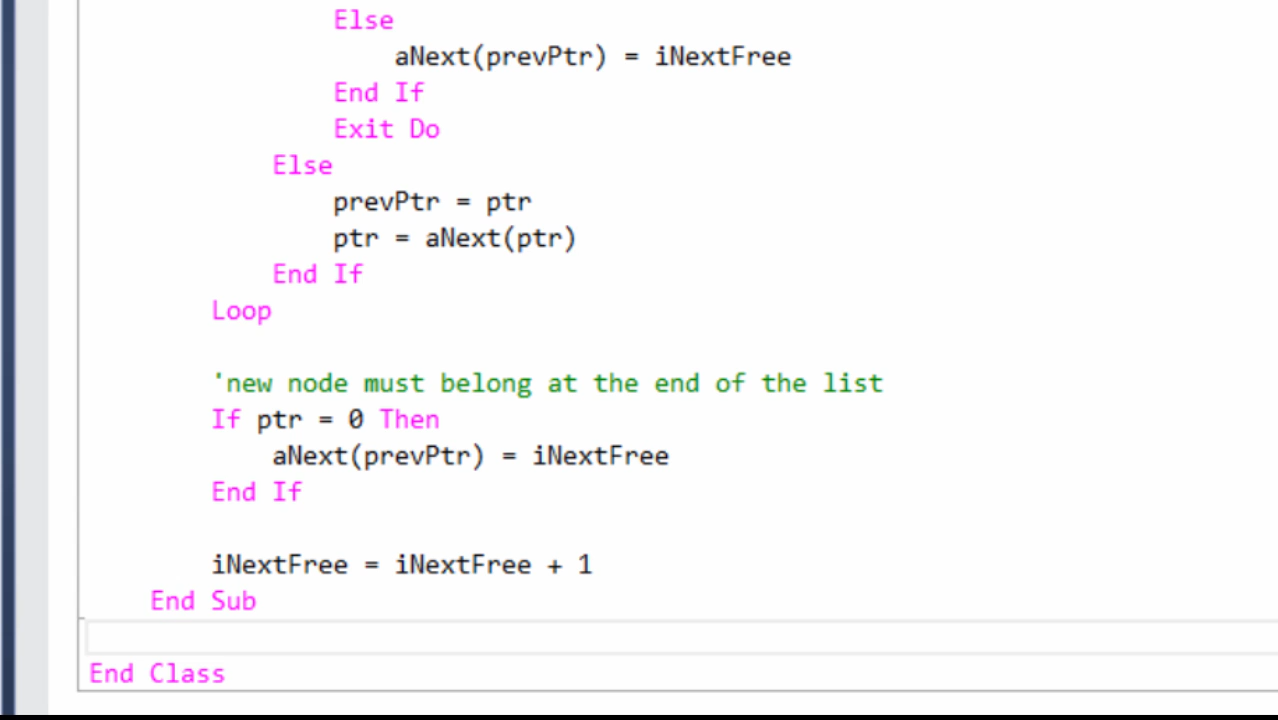 Else
aNext(prevPtr) = iNextFree
End If
Exit Do
Else
prevPtr = ptr
ptr = aNext(ptr)
End If
Loop
'new node must belong at the end of the list
If ptr = 0 Then
aNext(prevPtr) = iNextFree
End If
iNextFree = iNextFree + 1
End Sub
End Class